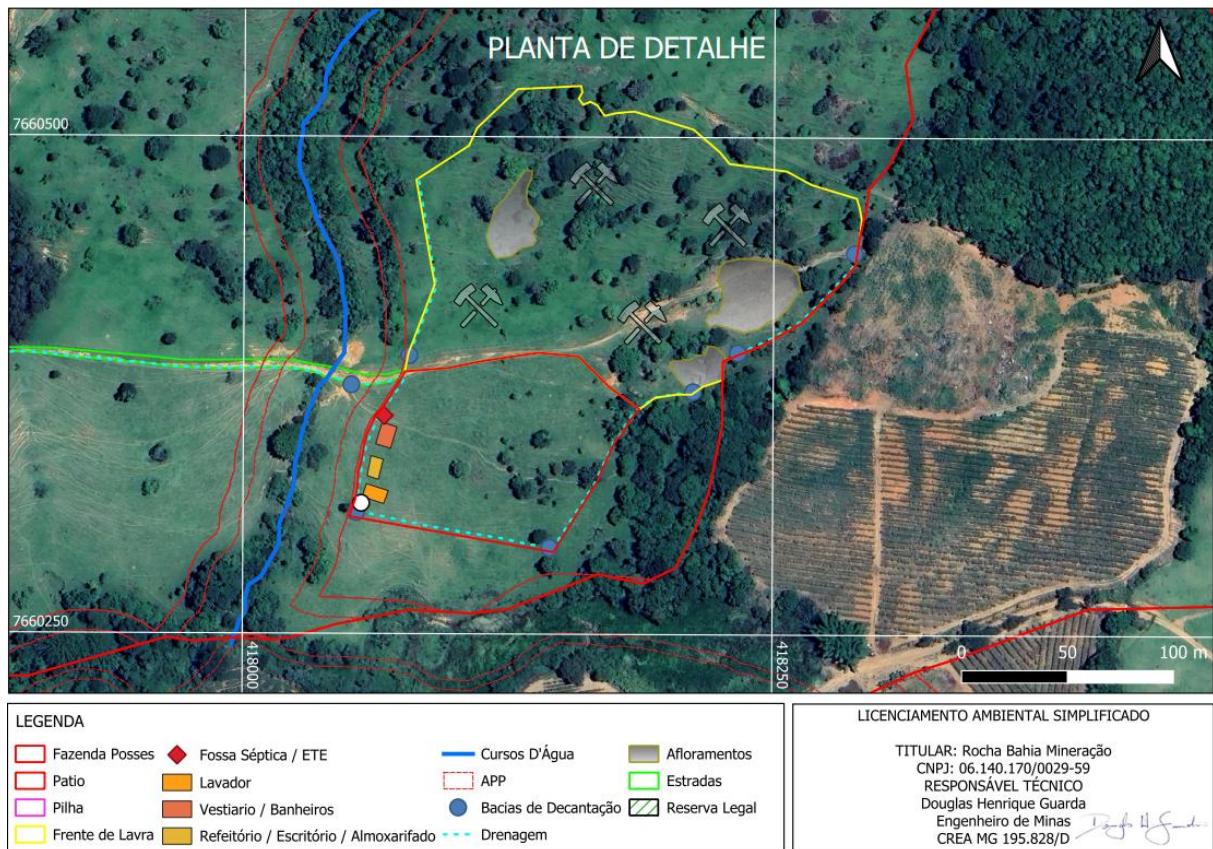 PLANTA DE DETALHE
7660500
7660250
418000
418250
0 50 100 m
LEGENDA
Fazenda Posses
Patio
Pilha
Frente de Lavra
Fossa Séptica / ETE
Lavador
Vestiario / Banheiros
Refeitório / Escritório / Almoxarifado
Cursos D'Água
APP
Bacias de Decantação
Drenagem
Afloramentos
Estradas
Reserva Legal
LICENCIAMENTO AMBIENTAL SIMPLIFICADO
TITULAR: Rocha Bahia Mineração
CNPJ: 06.140.170/0029-59
RESPONSÁVEL TÉCNICO
Douglas Henrique Guarda
Engenheiro de Minas
CREA MG 195.828/D